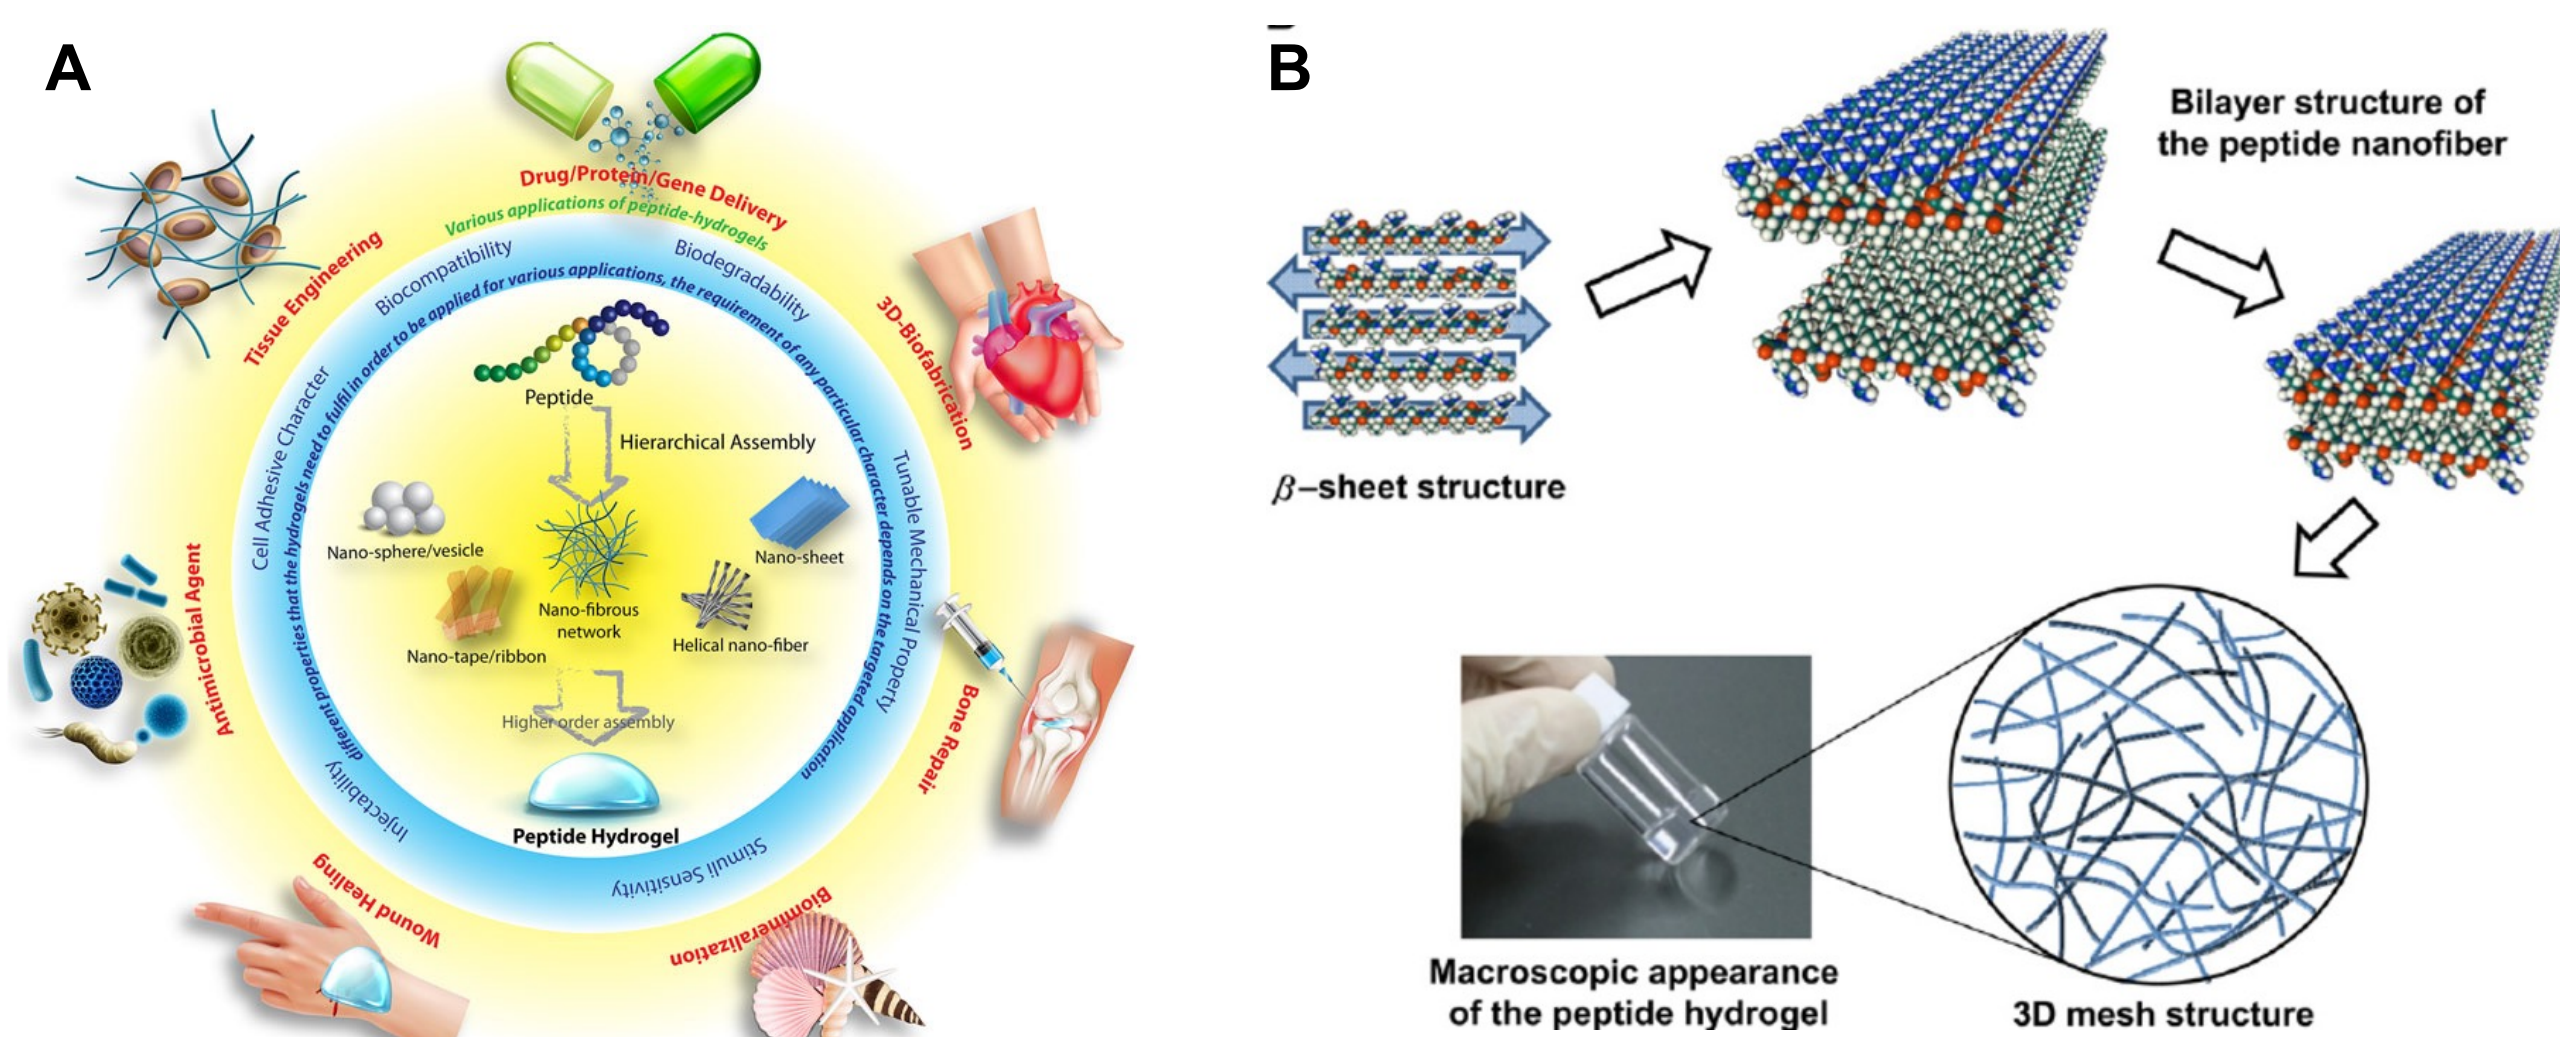 A
Drug/Protein/Gene Delivery
Various applications of peptide-hydrogels
Tissue Engineering
3D-Biofabrication
Antimicrobial Agent
Bone Repair
Wound Healing
Biomineralization
Biocompatibility
Biodegradability
Cell Adhesive Character
Tunable Mechanical Property
Injectability
Stimuli Sensitivity
different properties that the hydrogels need to fulfil in order to be applied for various applications, the requirement of any particular character depends on the targeted application
Peptide
Hierarchical Assembly
Nano-sphere/vesicle
Nano-sheet
Nano-fibrous
network
Nano-tape/ribbon
Helical nano-fiber
Higher order assembly
Peptide Hydrogel
B
Bilayer structure of
the peptide nanofiber
β–sheet structure
Macroscopic appearance
of the peptide hydrogel
3D mesh structure